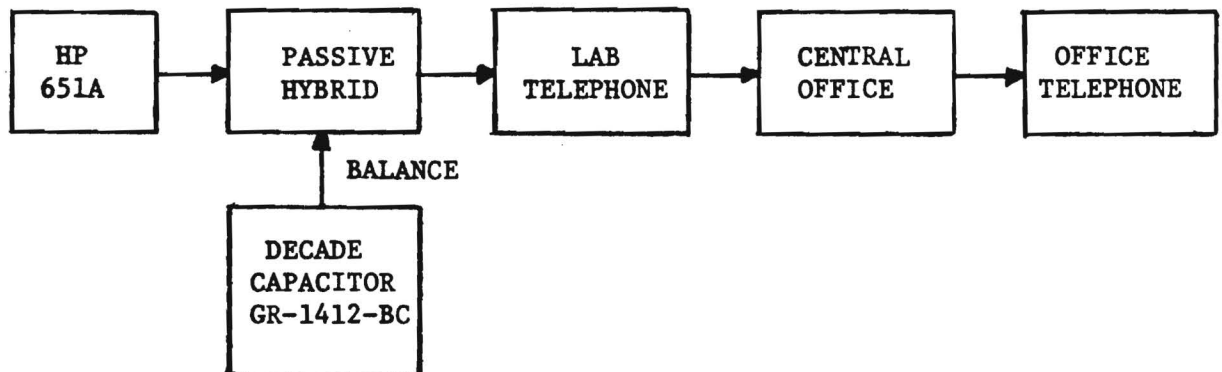 HP
651A
PASSIVE
HYBRID
LAB
TELEPHONE
CENTRAL
OFFICE
OFFICE
TELEPHONE
BALANCE
DECADE
CAPACITOR
GR-1412-BC